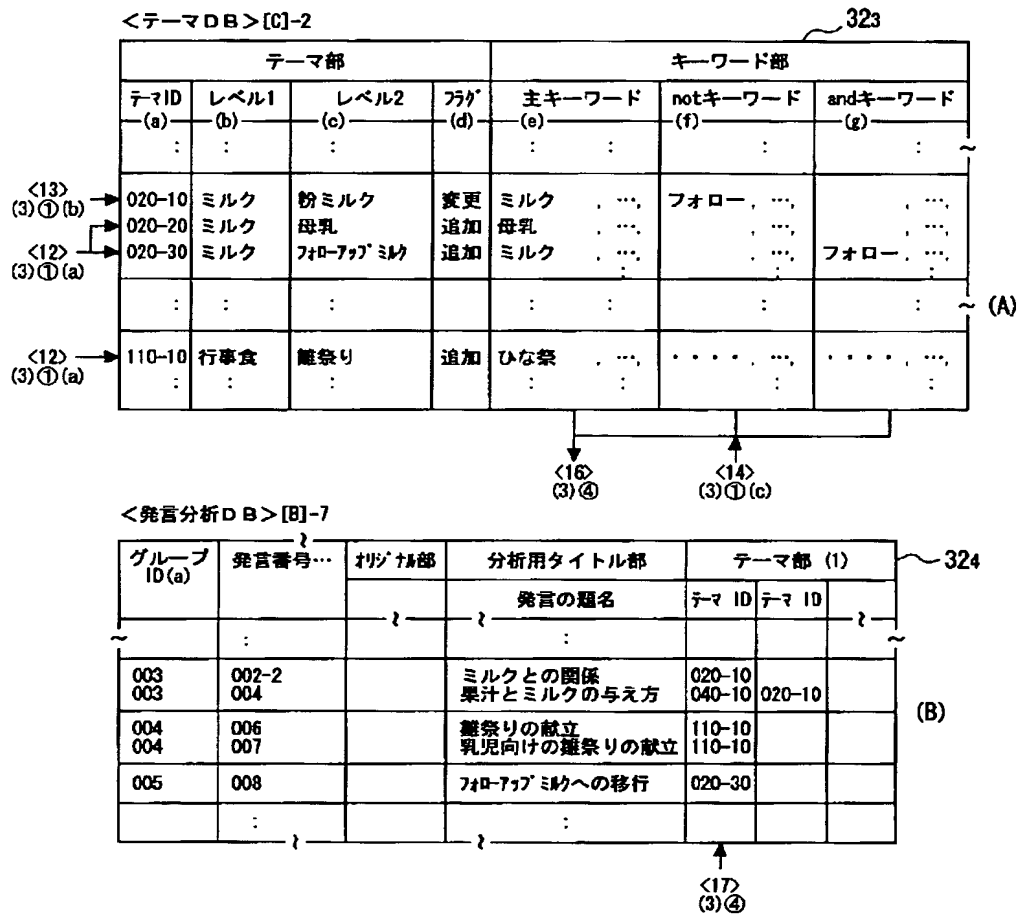 <テーマDB>[C]-2
32₃
テーマ部 キーワード部
テーマID レベル1 レベル2 フラグ 主キーワード notキーワード andキーワード
(a) (b) (c) (d) (e) (f) (g)
: : : : : : :
<13> (3)①(b) 020-10 ミルク 粉ミルク 変更 ミルク , …, フォロー, …, …,
020-20 ミルク 母乳 追加 母乳 , …, …, …,
<12> (3)①(a) 020-30 ミルク フォローアップミルク 追加 ミルク , …, …, フォロー, …,
: : : : : : :
(A)
<12> (3)①(a) 110-10 行事食 雛祭り 追加 ひな祭 , …, ・・・・, …, ・・・・, …,
: : : : :
<16> <14>
(3)④ (3)①(c)
<発言分析DB>[B]-7
32₄
グループID(a) 発言番号… オリジナル部 分析用タイトル部 テーマ部 (1)
発言の題名 テーマ ID テーマ ID
: :
003 002-2 ミルクとの関係 020-10
003 004 果汁とミルクの与え方 040-10 020-10
(B)
004 006 雛祭りの献立 110-10
004 007 乳児向けの雛祭りの献立 110-10
005 008 フォローアップミルクへの移行 020-30
: :
<17>
(3)④